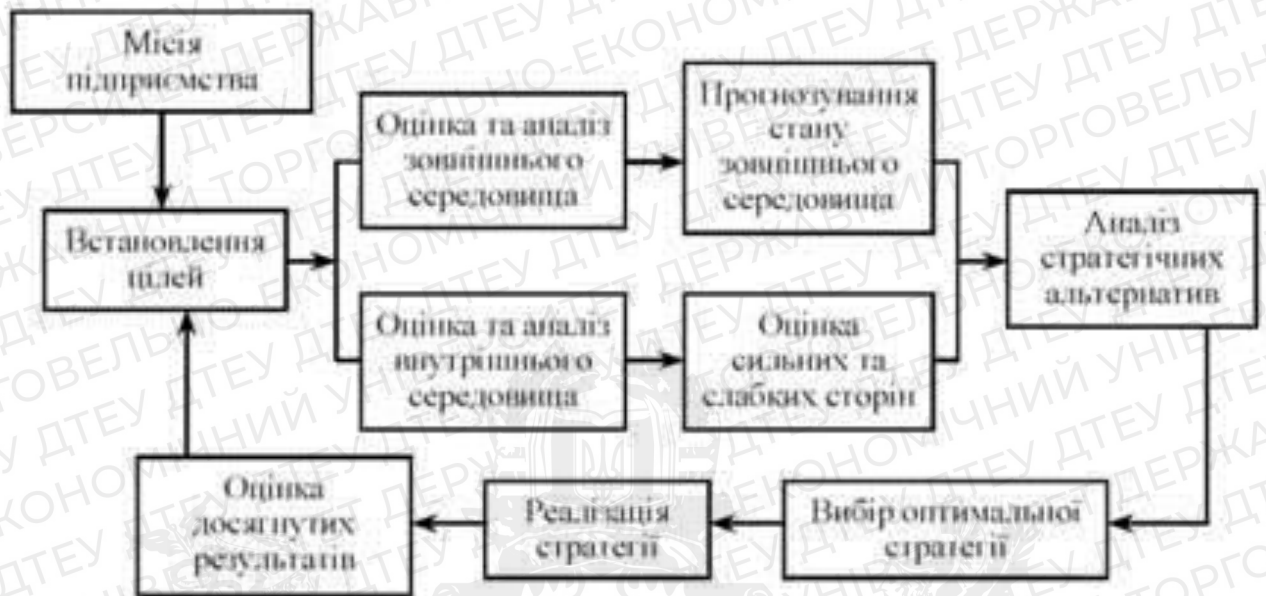 Місія
підприємства
Оцінка та аналіз
зовнішнього
середовища
Прогнозування
стану
зовнішнього
середовища
Встановлення
цілей
Аналіз
стратегічних
альтернатив
Оцінка та аналіз
внутрішнього
середовища
Оцінка
сильних та
слабких сторін
Оцінка
досягнутих
результатів
Реалізація
стратегії
Вибір оптимальної
стратегії